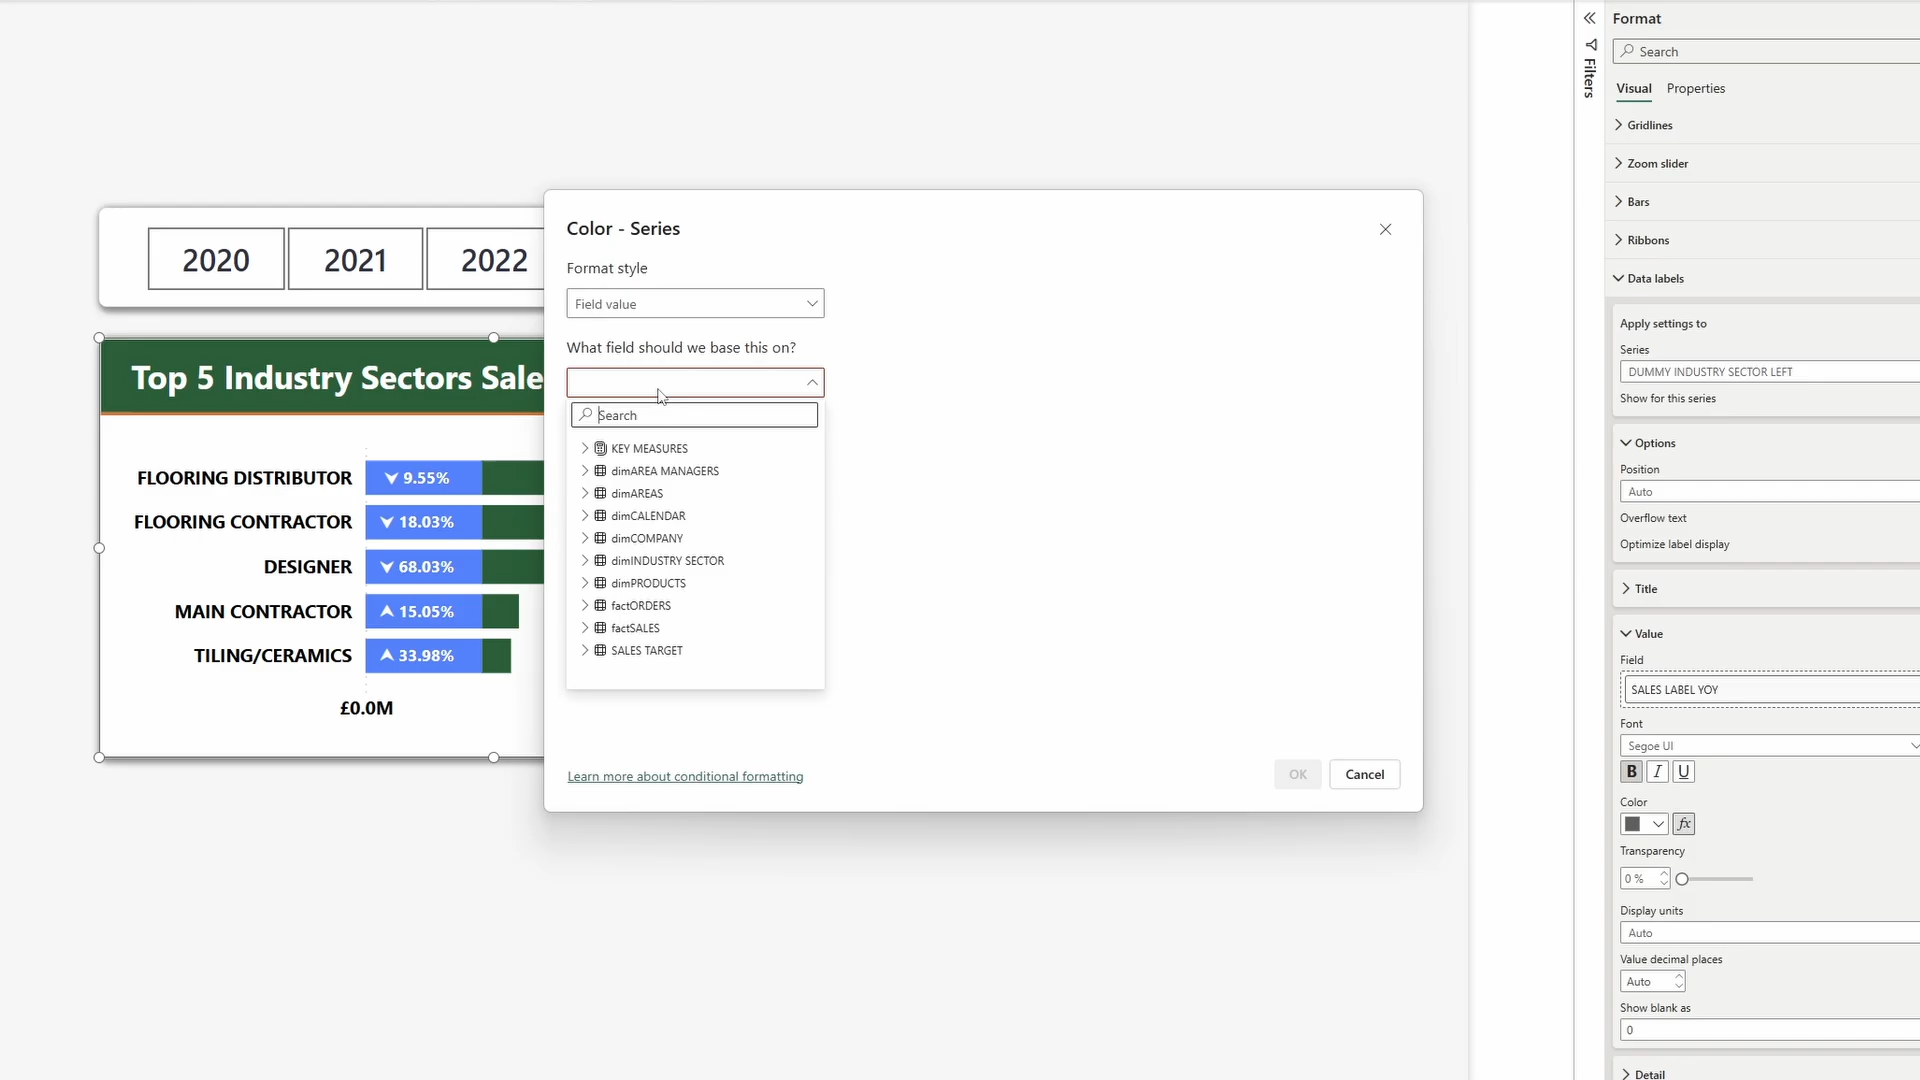 2020
2021
2022
Top 5 Industry Sectors Sale
FLOORING DISTRIBUTOR
9.55%
FLOORING CONTRACTOR
18.03%
DESIGNER
68.03%
MAIN CONTRACTOR
15.05%
TILING/CERAMICS
33.98%
£0.0M
Color - Series
Format style
Field value
What field should we base this on?
Search
KEY MEASURES
dimAREA MANAGERS
dimAREAS
dimCALENDAR
dimCOMPANY
dimINDUSTRY SECTOR
dimPRODUCTS
factORDERS
factSALES
SALES TARGET
Learn more about conditional formatting
OK
Cancel
Filters
Format
Search
Visual
Properties
Gridlines
Zoom slider
Bars
Ribbons
Data labels
Apply settings to
Series
DUMMY INDUSTRY SECTOR LEFT
Show for this series
Options
Position
Auto
Overflow text
Optimize label display
Title
Value
Field
SALES LABEL YOY
Font
Segoe UI
B I U
Color
fx
Transparency
0 %
Display units
Auto
Value decimal places
Auto
Show blank as
0
Detail